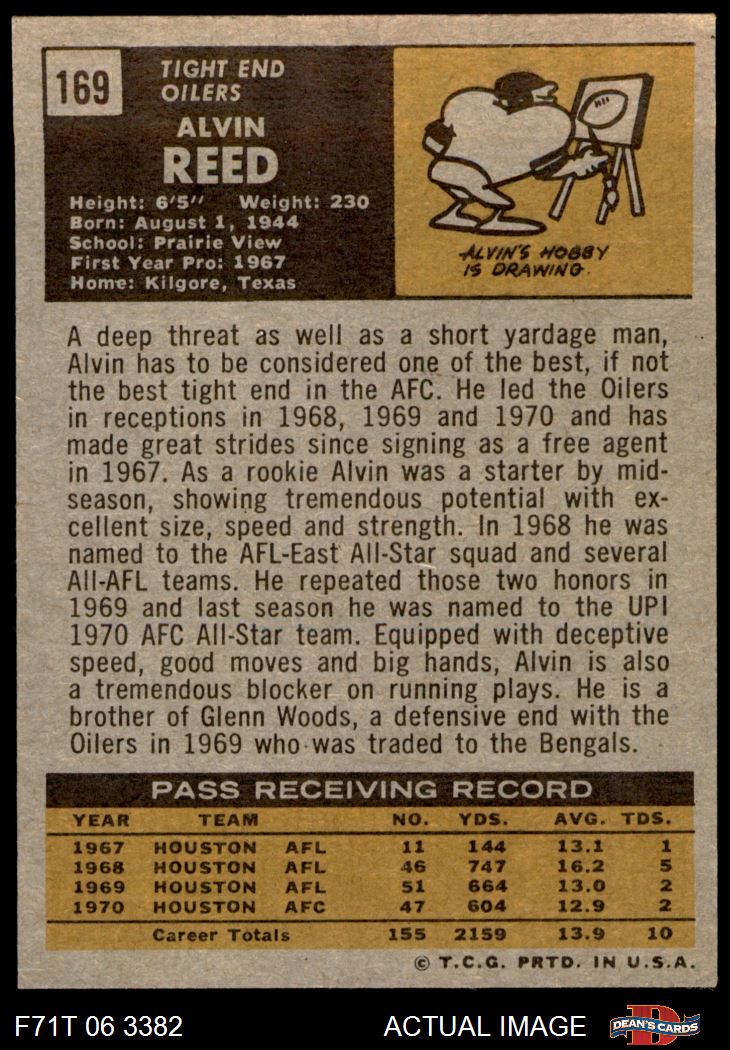 169
TIGHT END
OILERS
ALVIN
REED
Height: 6'5" Weight: 230
Born: August 1, 1944
School: Prairie View
First Year Pro: 1967
Home: Kilgore, Texas
ALVIN'S HOBBY
IS DRAWING.
A deep threat as well as a short yardage man,
Alvin has to be considered one of the best, if not
the best tight end in the AFC. He led the Oilers
in receptions in 1968, 1969 and 1970 and has
made great strides since signing as a free agent
in 1967. As a rookie Alvin was a starter by mid-
season, showing tremendous potential with ex-
cellent size, speed and strength. In 1968 he was
named to the AFL-East All-Star squad and several
All-AFL teams. He repeated those two honors in
1969 and last season he was named to the UPI
1970 AFC All-Star team. Equipped with deceptive
speed, good moves and big hands, Alvin is also
a tremendous blocker on running plays. He is a
brother of Glenn Woods, a defensive end with the
Oilers in 1969 who was traded to the Bengals.
PASS RECEIVING RECORD
YEAR TEAM NO. YDS. AVG. TDS.
1967 HOUSTON AFL 11 144 13.1 1
1968 HOUSTON AFL 46 747 16.2 5
1969 HOUSTON AFL 51 664 13.0 2
1970 HOUSTON AFC 47 604 12.9 2
Career Totals 155 2159 13.9 10
© T.C.G. PRTD. IN U.S.A.
F71T 06 3382 ACTUAL IMAGE
D
DEAN'S CARDS